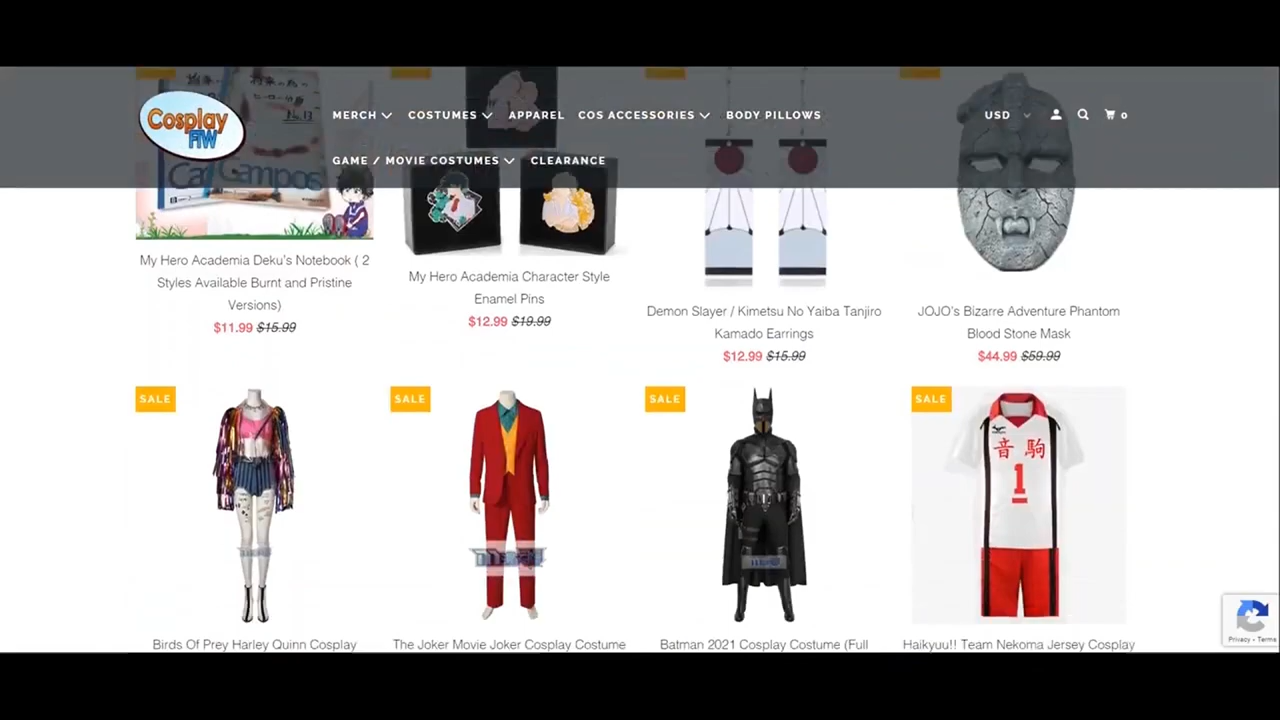 Cosplay
FTW
MERCH
COSTUMES
APPAREL
COS ACCESSORIES
BODY PILLOWS
USD
0
GAME / MOVIE COSTUMES
CLEARANCE
Campos
My Hero Academia Deku's Notebook ( 2
Styles Available Burnt and Pristine
Versions)
$11.99 $15.99
My Hero Academia Character Style
Enamel Pins
$12.99 $19.99
Demon Slayer / Kimetsu No Yaiba Tanjiro
Kamado Earrings
$12.99 $15.99
JOJO's Bizarre Adventure Phantom
Blood Stone Mask
$44.99 $59.99
SALE
SALE
SALE
SALE
音駒
1
Birds Of Prey Harley Quinn Cosplay
The Joker Movie Joker Cosplay Costume
Batman 2021 Cosplay Costume (Full
Haikyuu!! Team Nekoma Jersey Cosplay
Privacy - Terms